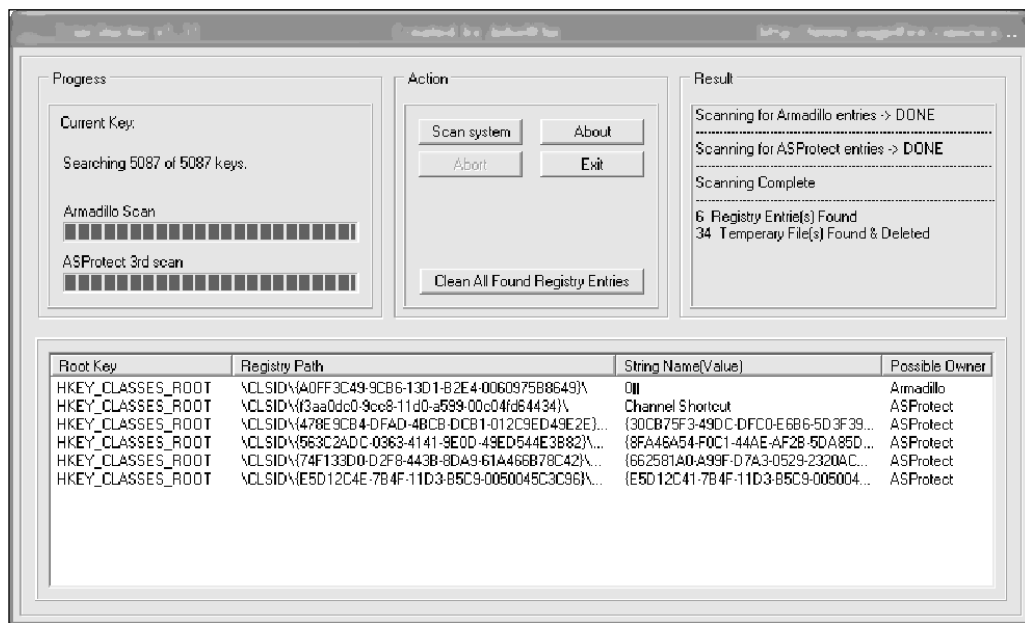 Progress
Current Key:
Searching 5087 of 5087 keys.
Armadillo Scan
ASProtect 3rd scan
Action
Scan system
About
Abort
Exit
Clean All Found Registry Entries
Result
Scanning for Armadillo entries -> DONE
Scanning for ASProtect entries -> DONE
Scanning Complete
6 Registry Entrie(s) Found
34 Temperary File(s) Found & Deleted
Root Key Registry Path String Name(Value) Possible Owner
HKEY_CLASSES_ROOT \CLSID\{A0FF3C49-9CB6-13D1-B2E4-0060975B8649}\ Armadillo
HKEY_CLASSES_ROOT \CLSID\{f3aa0dc0-9cc8-11d0-a599-00c04fd64434}\ Channel Shortcut ASProtect
HKEY_CLASSES_ROOT \CLSID\{478E9CB4-DFAD-4BCB-DCB1-012C9ED49E2E}... {30CB75F3-49DC-DFC0-E6B6-5D3F39... ASProtect
HKEY_CLASSES_ROOT \CLSID\{563C2ADC-0363-4141-9E0D-49ED544E3B82}\... {8FA46A54-F0C1-44AE-AF2B-5DA85D... ASProtect
HKEY_CLASSES_ROOT \CLSID\{74F133D0-D2F8-443B-8DA9-61A466B78C42}\... {662581A0-A99F-D7A3-0529-2320AC... ASProtect
HKEY_CLASSES_ROOT \CLSID\{E5D12C4E-7B4F-11D3-B5C9-0050045C3C96}\... {E5D12C41-7B4F-11D3-B5C9-005004... ASProtect